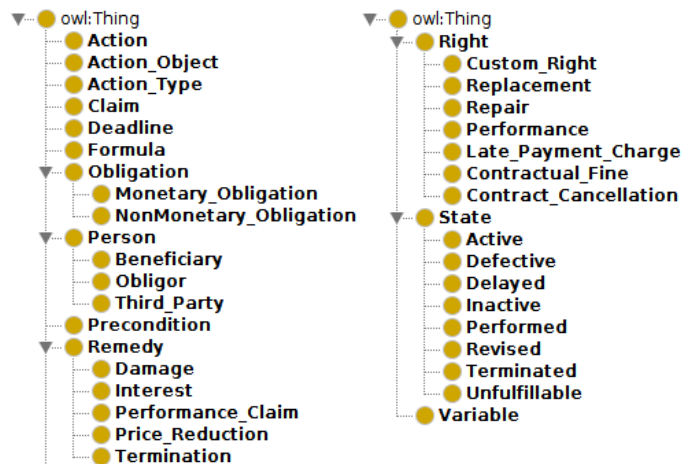 owl:Thing
Action
Action_Object
Action_Type
Claim
Deadline
Formula
Obligation
Monetary_Obligation
NonMonetary_Obligation
Person
Beneficiary
Obligor
Third_Party
Precondition
Remedy
Damage
Interest
Performance_Claim
Price_Reduction
Termination
owl:Thing
Right
Custom_Right
Replacement
Repair
Performance
Late_Payment_Charge
Contractual_Fine
Contract_Cancellation
State
Active
Defective
Delayed
Inactive
Performed
Revised
Terminated
Unfulfillable
Variable